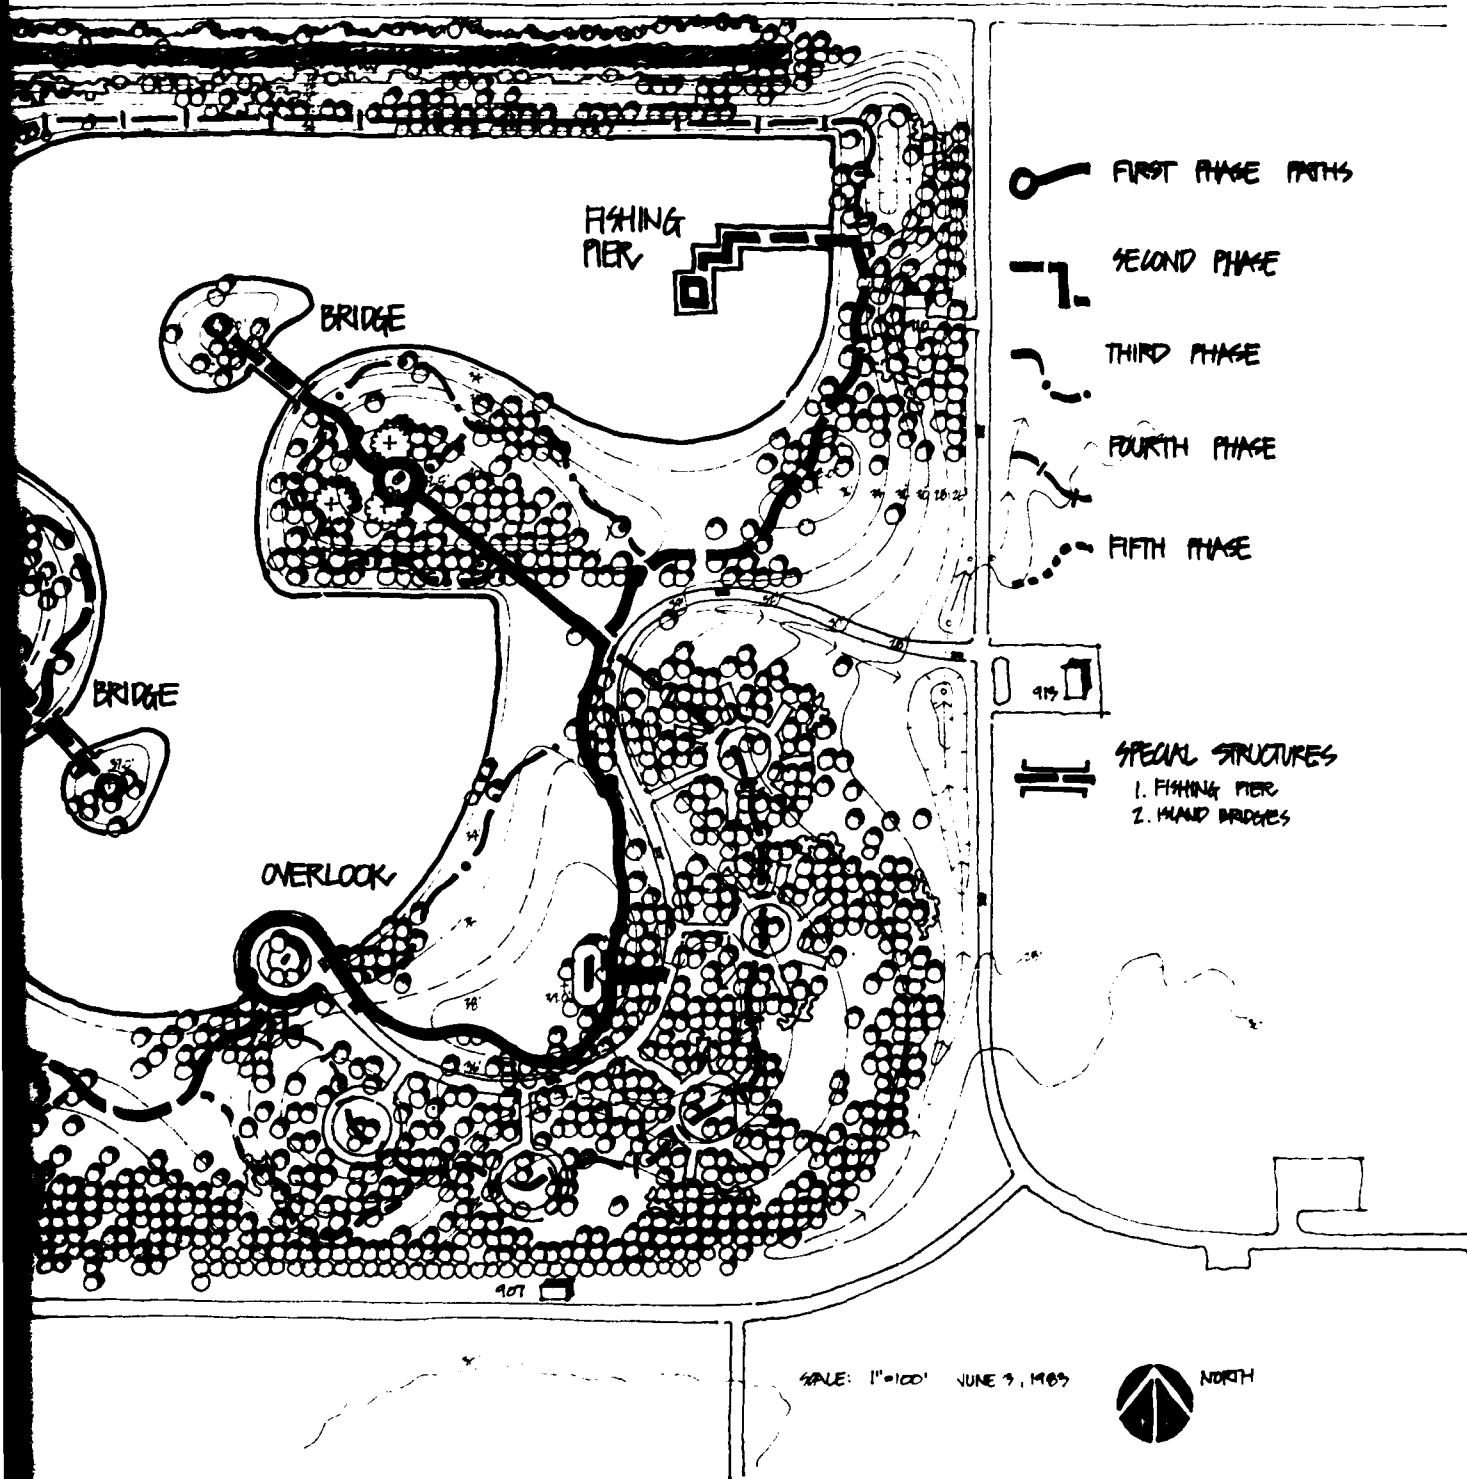 FISHING
PIER
BRIDGE
BRIDGE
OVERLOOK
FIRST PHASE PATHS
SECOND PHASE
THIRD PHASE
FOURTH PHASE
FIFTH PHASE
913
SPECIAL STRUCTURES
1. FISHING PIER
2. ISLAND BRIDGES
907
SCALE: 1"=100' JUNE 3, 1983
NORTH